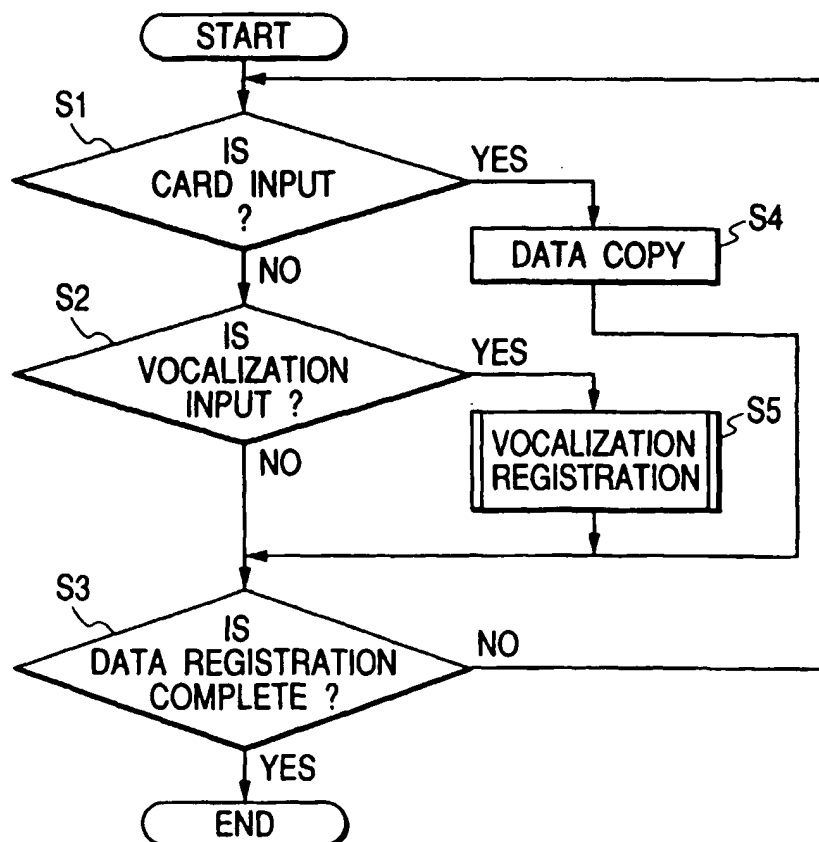 START
S1
IS
CARD INPUT
?
YES
S4
DATA COPY
NO
S2
IS
VOCALIZATION
INPUT ?
YES
S5
VOCALIZATION
REGISTRATION
NO
S3
IS
DATA REGISTRATION
COMPLETE ?
NO
YES
END